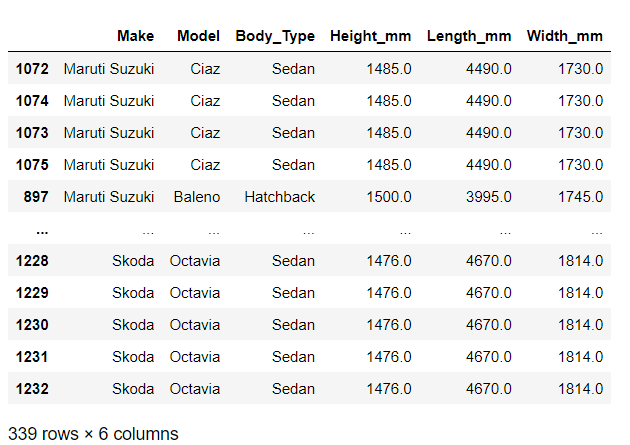 Make Model Body_Type Height_mm Length_mm Width_mm
1072 Maruti Suzuki Ciaz Sedan 1485.0 4490.0 1730.0
1074 Maruti Suzuki Ciaz Sedan 1485.0 4490.0 1730.0
1073 Maruti Suzuki Ciaz Sedan 1485.0 4490.0 1730.0
1075 Maruti Suzuki Ciaz Sedan 1485.0 4490.0 1730.0
897 Maruti Suzuki Baleno Hatchback 1500.0 3995.0 1745.0
... ... ... ... ... ... ...
1228 Skoda Octavia Sedan 1476.0 4670.0 1814.0
1229 Skoda Octavia Sedan 1476.0 4670.0 1814.0
1230 Skoda Octavia Sedan 1476.0 4670.0 1814.0
1231 Skoda Octavia Sedan 1476.0 4670.0 1814.0
1232 Skoda Octavia Sedan 1476.0 4670.0 1814.0
339 rows × 6 columns